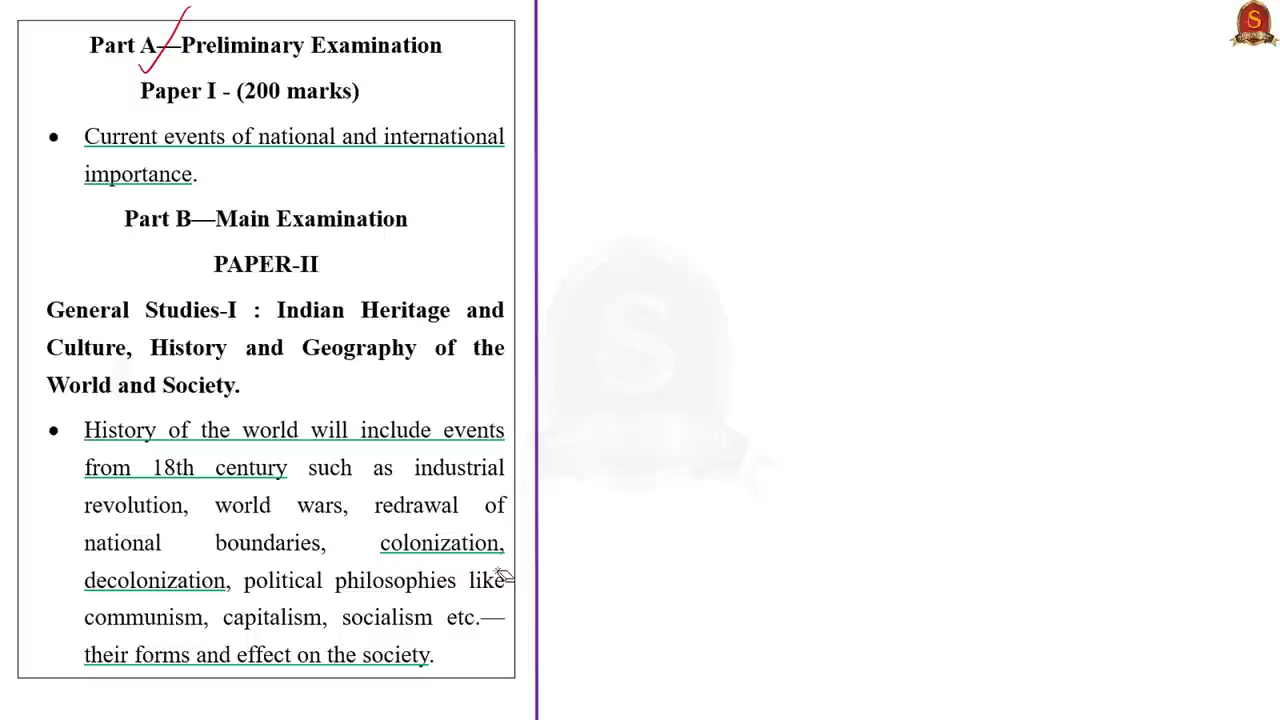 Part A—Preliminary Examination
Paper I - (200 marks)
• Current events of national and international
importance.
Part B—Main Examination
PAPER-II
General Studies-I : Indian Heritage and
Culture, History and Geography of the
World and Society.
• History of the world will include events
from 18th century such as industrial
revolution, world wars, redrawal of
national boundaries, colonization,
decolonization, political philosophies like
communism, capitalism, socialism etc.—
their forms and effect on the society.
S
S